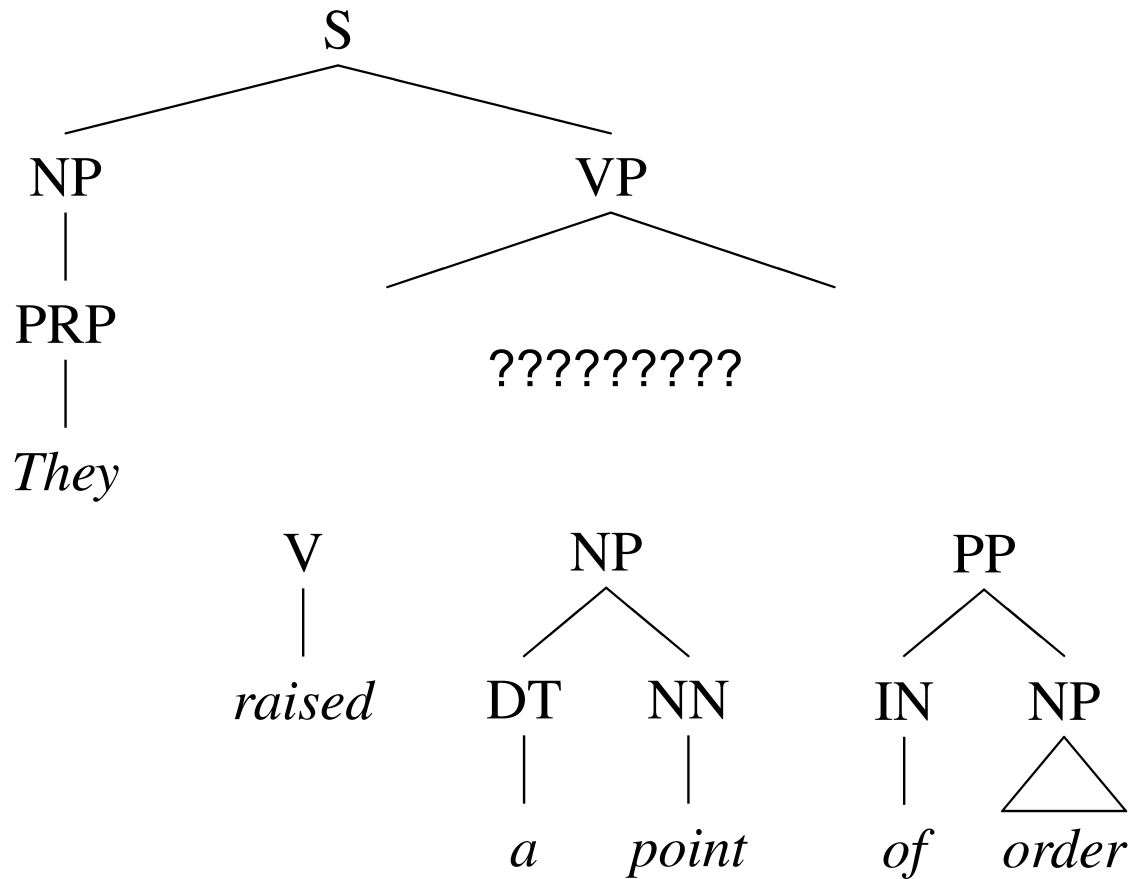 S
NP VP
PRP
?????????
They
V NP PP
raised DT NN IN NP
a point of order